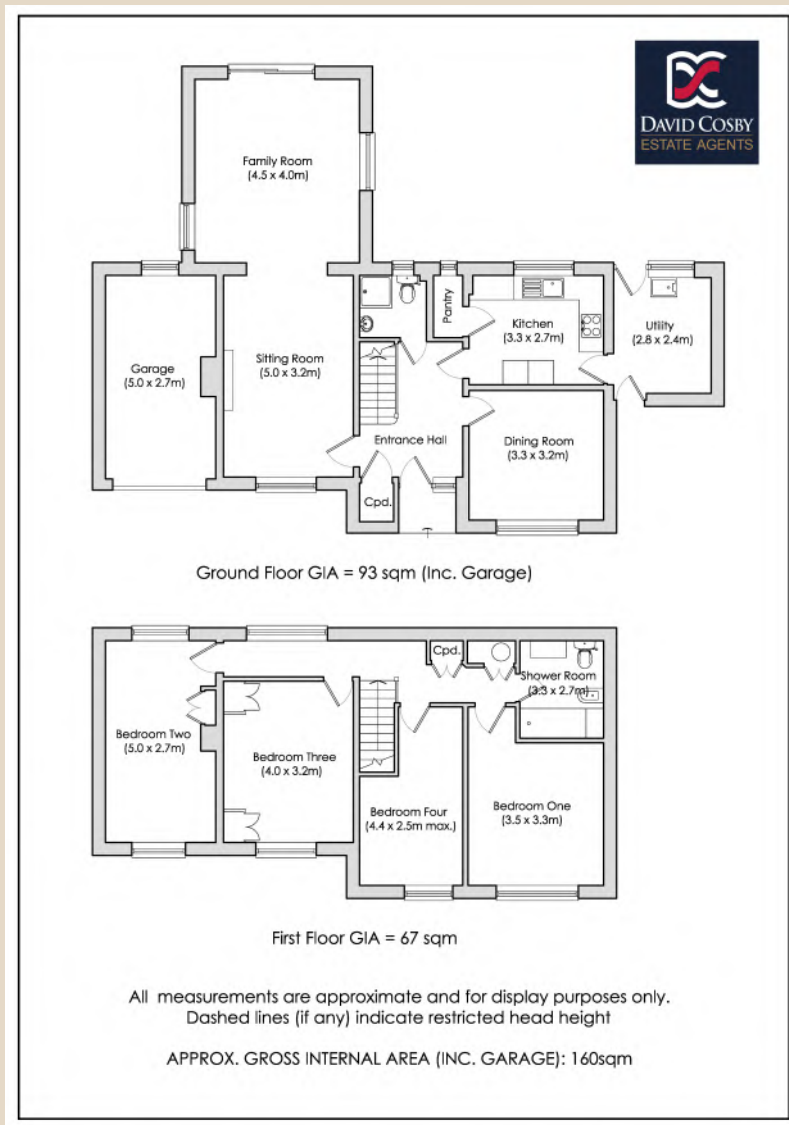 DAVID COSBY
ESTATE AGENTS
Family Room
(4.5 x 4.0m)
Pantry
Kitchen
(3.3 x 2.7m)
Utility
(2.8 x 2.4m)
Garage
(5.0 x 2.7m)
Sitting Room
(5.0 x 3.2m)
Entrance Hall
Dining Room
(3.3 x 3.2m)
Cpd.
Ground Floor GIA = 93 sqm (Inc. Garage)
Cpd.
Shower Room
(3.3 x 2.7m)
Bedroom Two
(5.0 x 2.7m)
Bedroom Three
(4.0 x 3.2m)
Bedroom Four
(4.4 x 2.5m max.)
Bedroom One
(3.5 x 3.3m)
First Floor GIA = 67 sqm
All measurements are approximate and for display purposes only.
Dashed lines (if any) indicate restricted head height
APPROX. GROSS INTERNAL AREA (INC. GARAGE): 160sqm